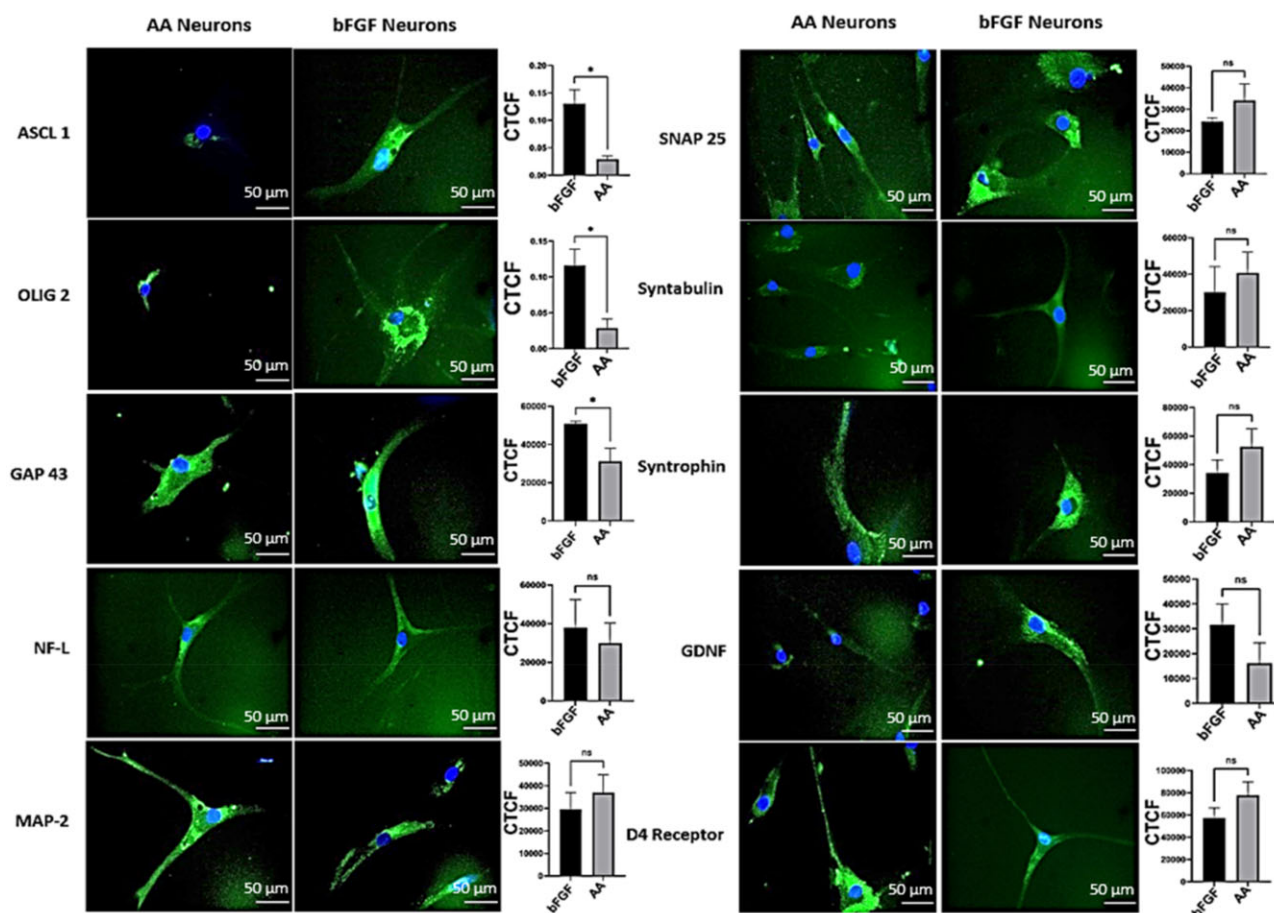 AA Neurons
bFGF Neurons
ASCL 1
50 µm
50 µm
CTCF
0.20
0.15
0.10
0.05
0.00
*
bFGF
AA
OLIG 2
50 µm
50 µm
CTCF
0.15
0.10
0.05
0.00
*
bFGF
AA
GAP 43
50 µm
50 µm
CTCF
60000
40000
20000
0
*
bFGF
AA
NF-L
50 µm
50 µm
CTCF
60000
40000
20000
0
ns
bFGF
AA
MAP-2
50 µm
50 µm
CTCF
50000
40000
30000
20000
10000
0
ns
bFGF
AA
AA Neurons
bFGF Neurons
SNAP 25
50 µm
50 µm
CTCF
50000
40000
30000
20000
10000
0
ns
bFGF
AA
Syntabulin
50 µm
50 µm
CTCF
60000
40000
20000
0
ns
bFGF
AA
Syntrophin
50 µm
50 µm
CTCF
80000
60000
40000
20000
0
ns
bFGF
AA
GDNF
50 µm
50 µm
CTCF
50000
40000
30000
20000
10000
0
ns
bFGF
AA
D4 Receptor
50 µm
50 µm
CTCF
100000
80000
60000
40000
20000
0
ns
bFGF
AA